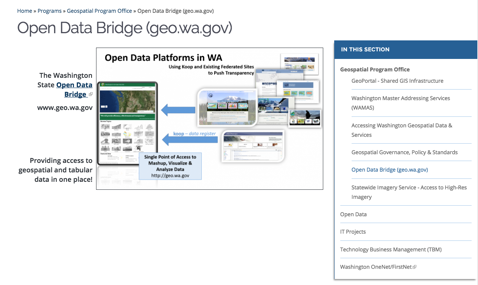 Home » Programs » Geospatial Program Office » Open Data Bridge (geo.wa.gov)
Open Data Bridge (geo.wa.gov)
The Washington
State Open Data
Bridge
www.geo.wa.gov
Providing access to
geospatial and tabular
data in one place!
Open Data Platforms in WA
Using Koop and Existing Federated Sites
to Push Transparency
koop – data register
Single Point of Access to
Mashup, Visualize &
Analyze Data
http://geo.wa.gov
IN THIS SECTION
Geospatial Program Office
GeoPortal - Shared GIS Infrastructure
Washington Master Addressing Services
(WAMAS)
Accessing Washington Geospatial Data &
Services
Geospatial Governance, Policy & Standards
Open Data Bridge (geo.wa.gov)
Statewide Imagery Service - Access to High-Res
Imagery
Open Data
IT Projects
Technology Business Management (TBM)
Washington OneNet/FirstNet